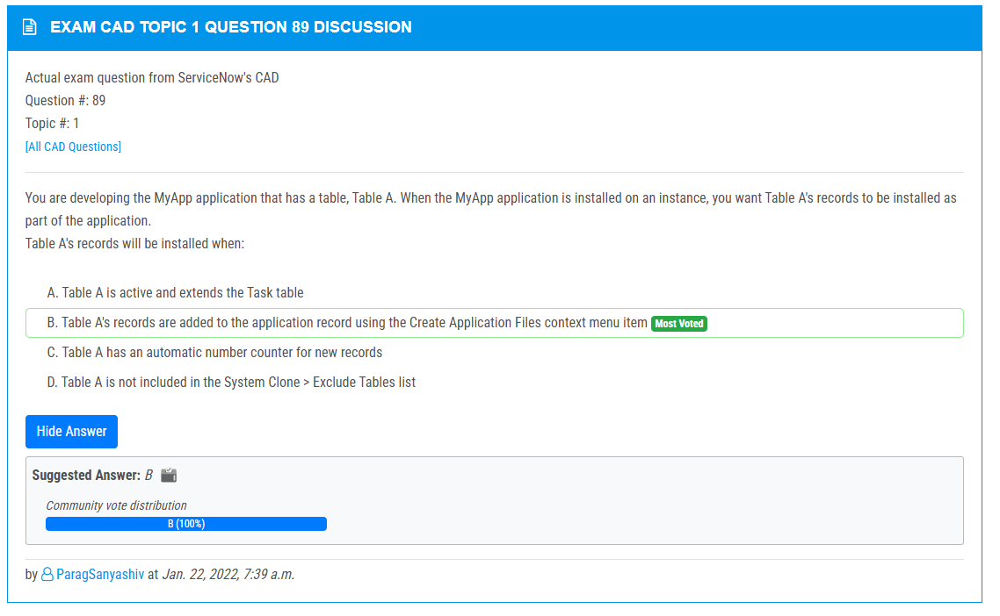 EXAM CAD TOPIC 1 QUESTION 89 DISCUSSION
Actual exam question from ServiceNow's CAD
Question #: 89
Topic #: 1
[All CAD Questions]
You are developing the MyApp application that has a table, Table A. When the MyApp application is installed on an instance, you want Table A's records to be installed as
part of the application.
Table A's records will be installed when:
A. Table A is active and extends the Task table
B. Table A's records are added to the application record using the Create Application Files context menu item Most Voted
C. Table A has an automatic number counter for new records
D. Table A is not included in the System Clone > Exclude Tables list
Hide Answer
Suggested Answer: B
Community vote distribution
B (100%)
by ParagSanyashiv at Jan. 22, 2022, 7:39 a.m.